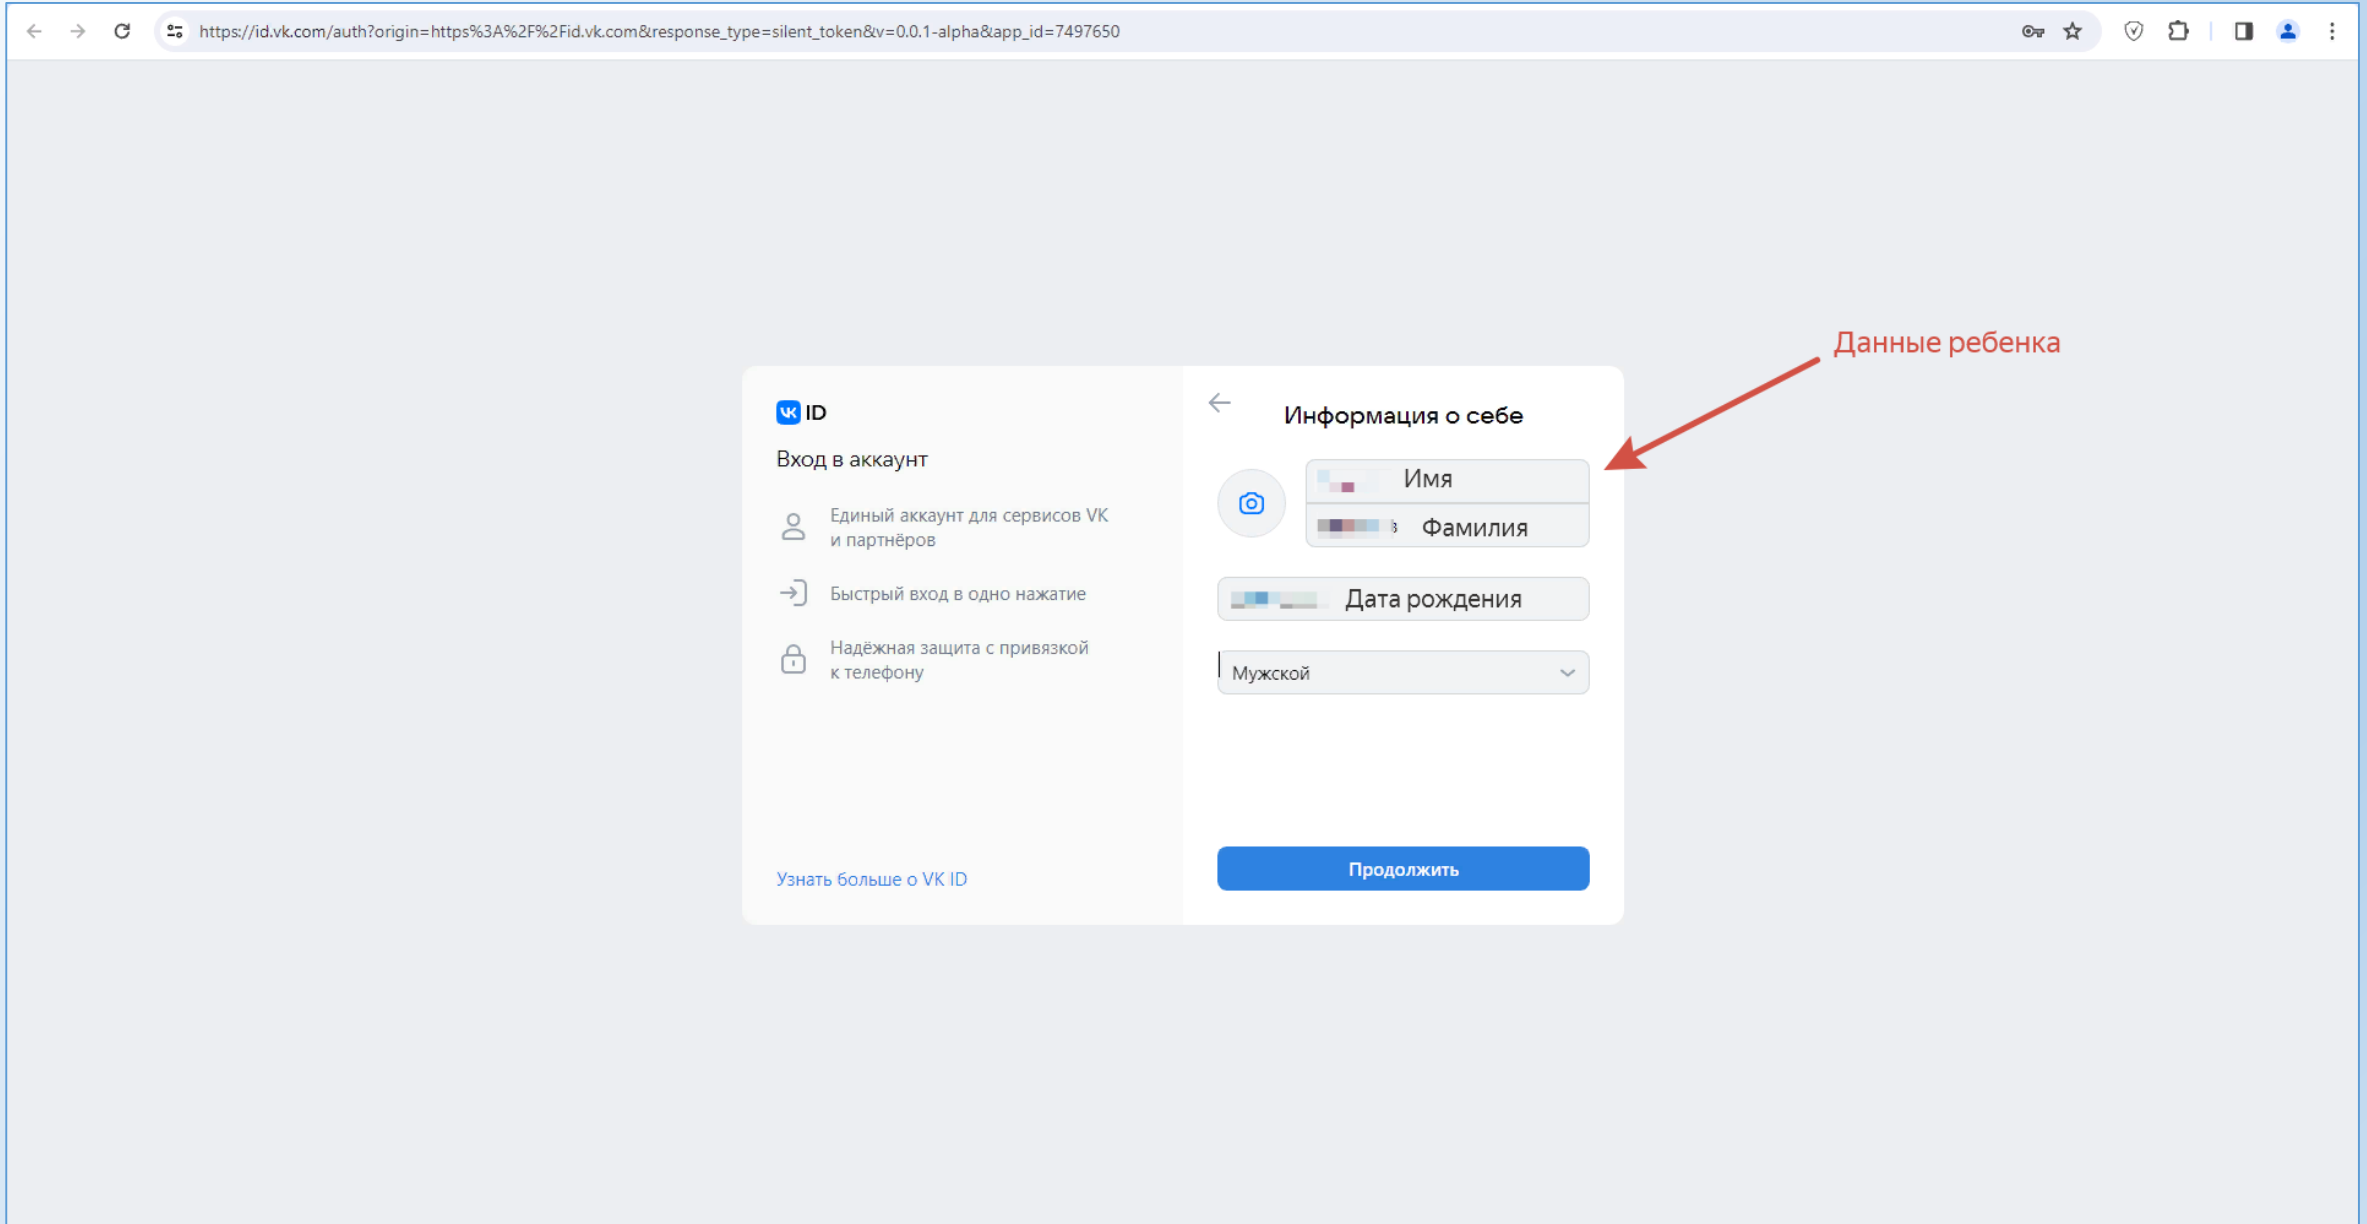 https://id.vk.com/auth?origin=https%3A%2F%2Fid.vk.com&response_type=silent_token&v=0.0.1-alpha&app_id=7497650
Данные ребенка
VK ID
Вход в аккаунт
Единый аккаунт для сервисов VK
и партнёров
Быстрый вход в одно нажатие
Надёжная защита с привязкой
к телефону
Узнать больше о VK ID
Информация о себе
Имя
Фамилия
Дата рождения
Мужской
Продолжить